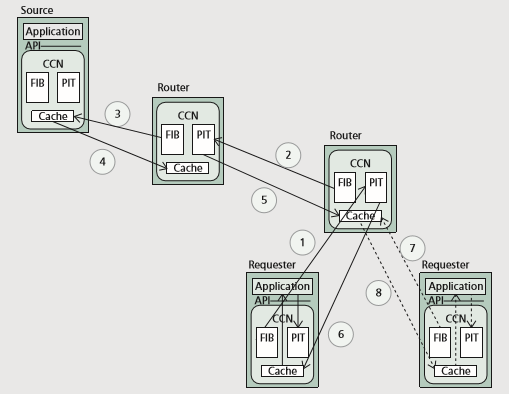 Source
Application
API
CCN
FIB PIT
Cache
Router
CCN
FIB PIT
Cache
Router
CCN
FIB PIT
Cache
3
4
2
5
1
6
7
8
Requester
Application
API
CCN
FIB PIT
Cache
Requester
Application
API
CCN
FIB PIT
Cache